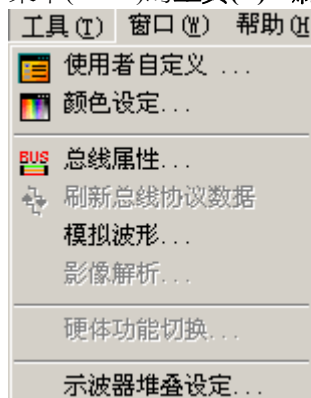 工具(T) 窗口(W) 帮助(H
使用者自定义 ...
颜色设定...
BUS 总线属性...
刷新总线协议数据
模拟波形...
影像解析...
硬体功能切换...
示波器堆叠设定...